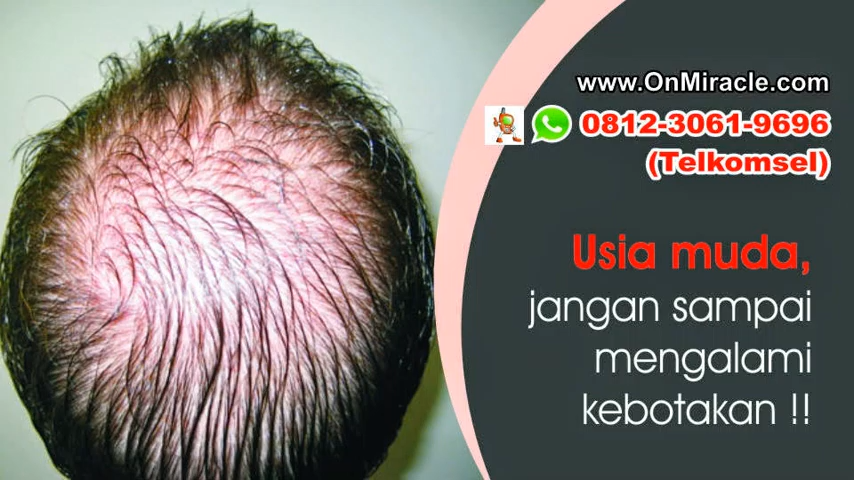 www.OnMiracle.com
0812-3061-9696
(Telkomsel)
Usia muda,
jangan sampai
mengalami
kebotakan !!